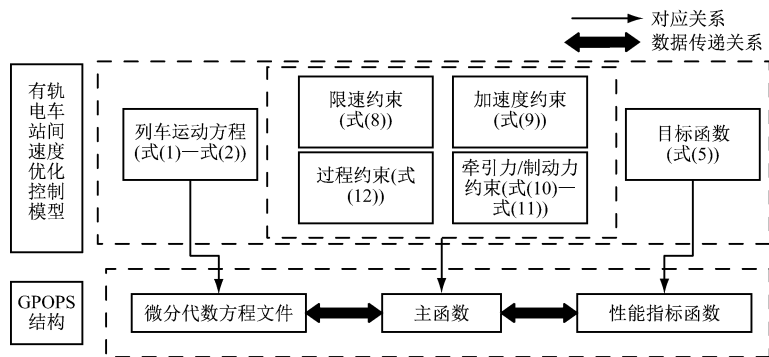 对应关系
数据传递关系
有轨
电车
站间
速度
优化
控制
模型
列车运动方程
(式(1)—式(2))
限速约束
(式(8))
加速度约束
(式(9))
过程约束(式
(12))
牵引力/制动力
约束(式(10)—
式(11))
目标函数
(式(5))
GPOPS
结构
微分代数方程文件
主函数
性能指标函数